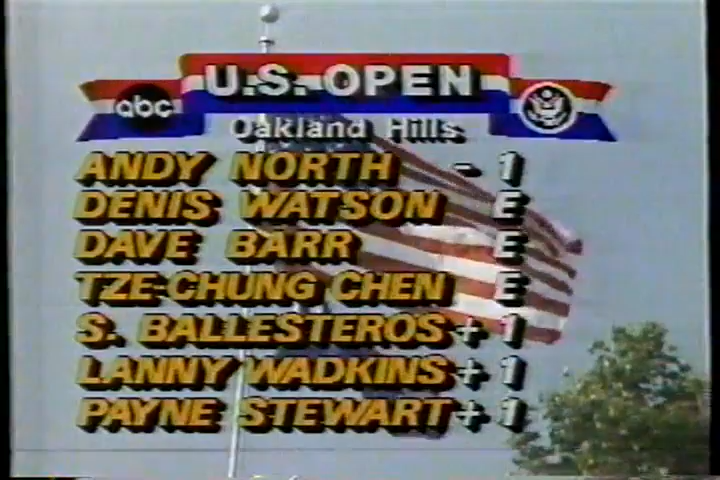 U.S. OPEN
abc
Oakland Hills
ANDY NORTH - 1
DENIS WATSON E
DAVE BARR E
TZE-CHUNG CHEN E
S. BALLESTEROS + 1
LANNY WADKINS + 1
PAYNE STEWART + 1